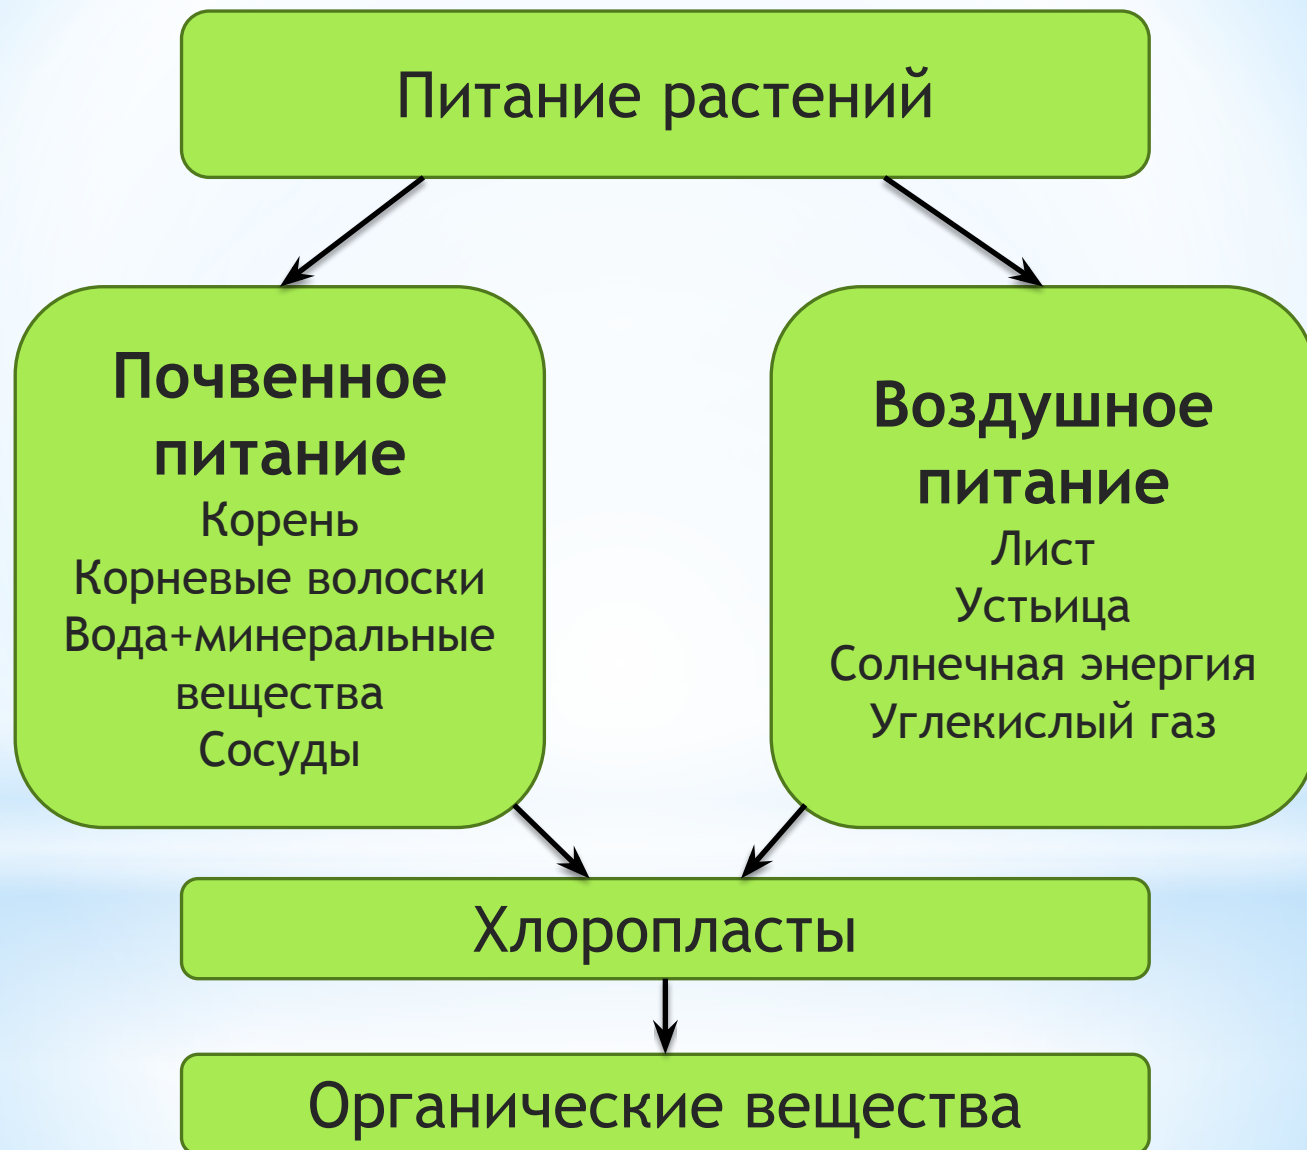 Питание растений
Почвенное
питание
Корень
Корневые волоски
Вода+минеральные
вещества
Сосуды
Воздушное
питание
Лист
Устьица
Солнечная энергия
Углекислый газ
Хлоропласты
Органические вещества